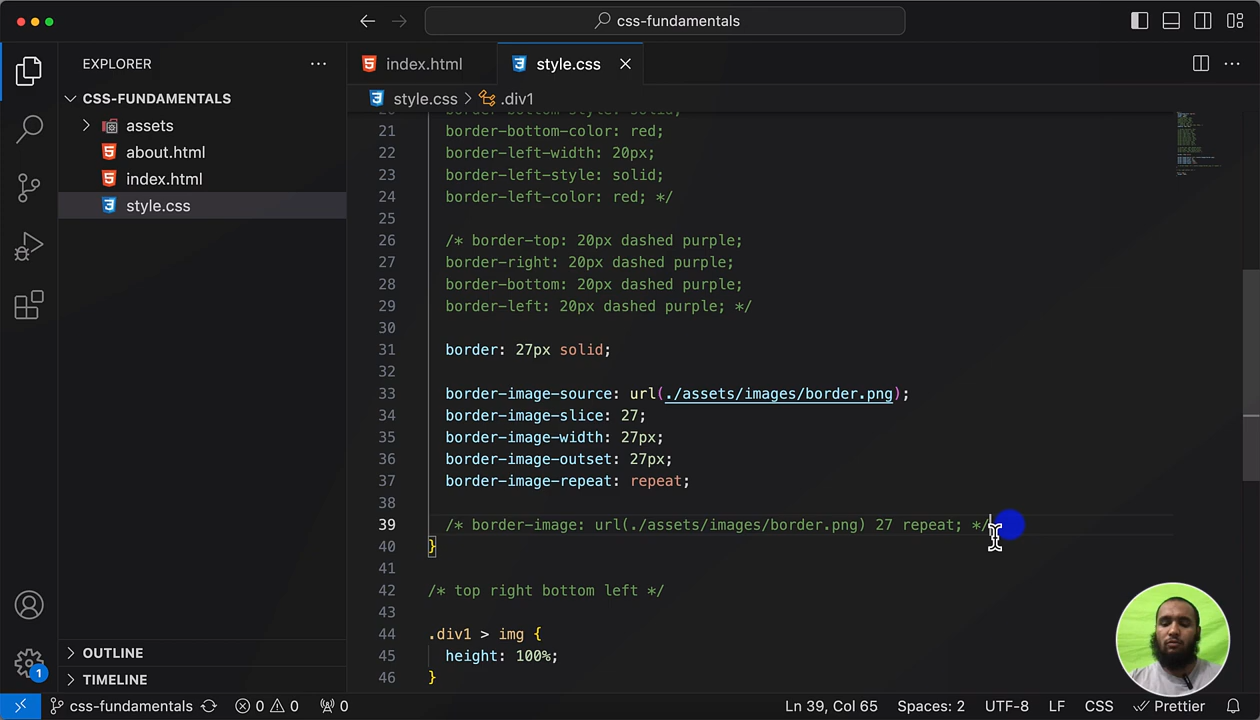 css-fundamentals
EXPLORER
CSS-FUNDAMENTALS
assets
about.html
index.html
style.css
OUTLINE
TIMELINE
1
index.html
style.css
style.css > .div1
border-bottom-style: solid;
21 border-bottom-color: red;
22 border-left-width: 20px;
23 border-left-style: solid;
24 border-left-color: red; */
25
26 /* border-top: 20px dashed purple;
27 border-right: 20px dashed purple;
28 border-bottom: 20px dashed purple;
29 border-left: 20px dashed purple; */
30
31 border: 27px solid;
32
33 border-image-source: url(./assets/images/border.png);
34 border-image-slice: 27;
35 border-image-width: 27px;
36 border-image-outset: 27px;
37 border-image-repeat: repeat;
38
39 /* border-image: url(./assets/images/border.png) 27 repeat; */
40 }
41
42 /* top right bottom left */
43
44 .div1 > img {
45 height: 100%;
46 }
css-fundamentals 0 0 0 Ln 39, Col 65 Spaces: 2 UTF-8 LF CSS Prettier